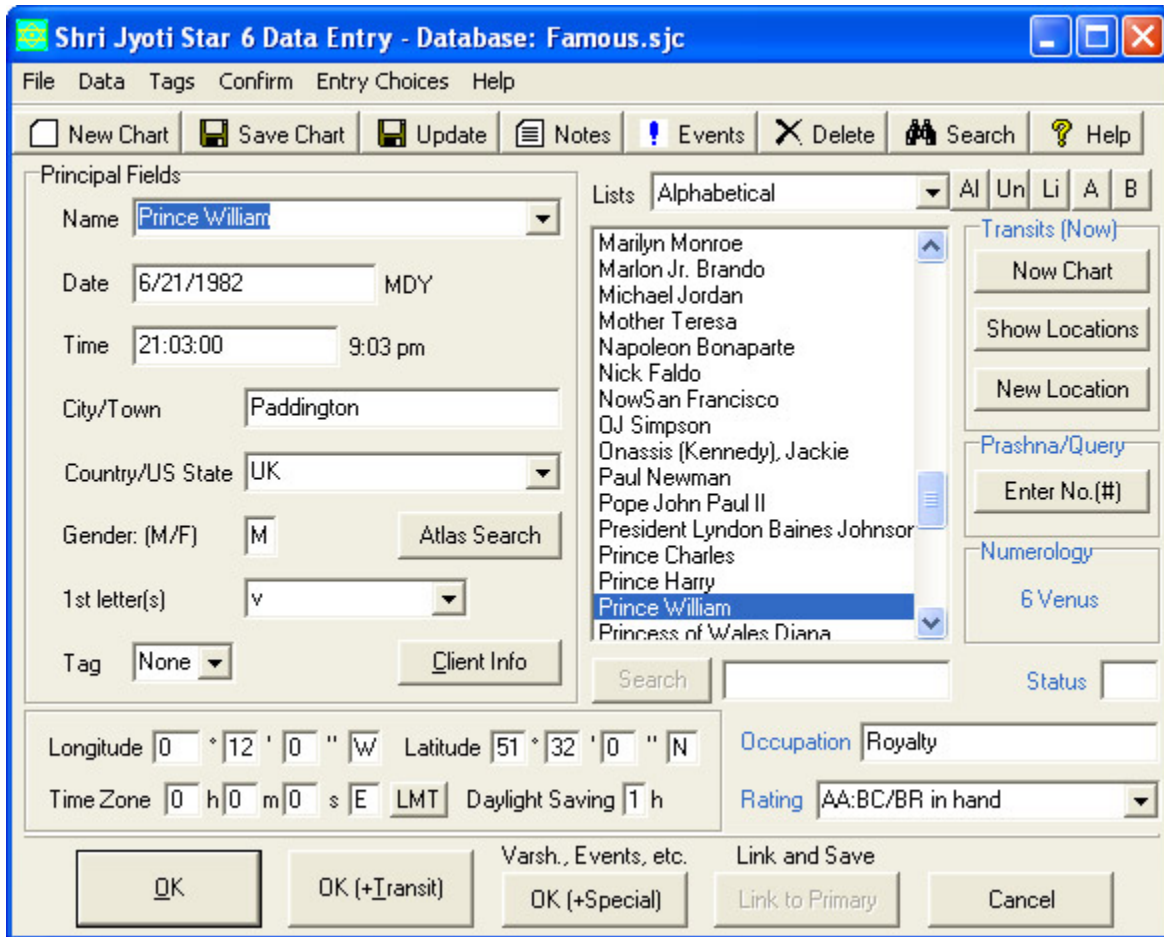 Shri Jyoti Star 6 Data Entry - Database: Famous.sjc
File Data Tags Confirm Entry Choices Help
New Chart Save Chart Update Notes Events Delete Search Help
Principal Fields
Name Prince William
Date 6/21/1982 MDY
Time 21:03:00 9:03 pm
City/Town Paddington
Country/US State UK
Gender: (M/F) M Atlas Search
1st letter(s) v
Tag None Client Info
Lists Alphabetical Al Un Li A B
Marilyn Monroe
Marlon Jr. Brando
Michael Jordan
Mother Teresa
Napoleon Bonaparte
Nick Faldo
NowSan Francisco
OJ Simpson
Onassis (Kennedy), Jackie
Paul Newman
Pope John Paul II
President Lyndon Baines Johnson
Prince Charles
Prince Harry
Prince William
Princess of Wales Diana
Transits (Now)
Now Chart
Show Locations
New Location
Prashna/Query
Enter No.(#)
Numerology
6 Venus
Search Status
Longitude 0 ° 12 ' 0 " W Latitude 51 ° 32 ' 0 " N
Time Zone 0 h 0 m 0 s E LMT Daylight Saving 1 h
Occupation Royalty
Rating AA:BC/BR in hand
Varsh., Events, etc. Link and Save
OK OK (+Transit) OK (+Special) Link to Primary Cancel